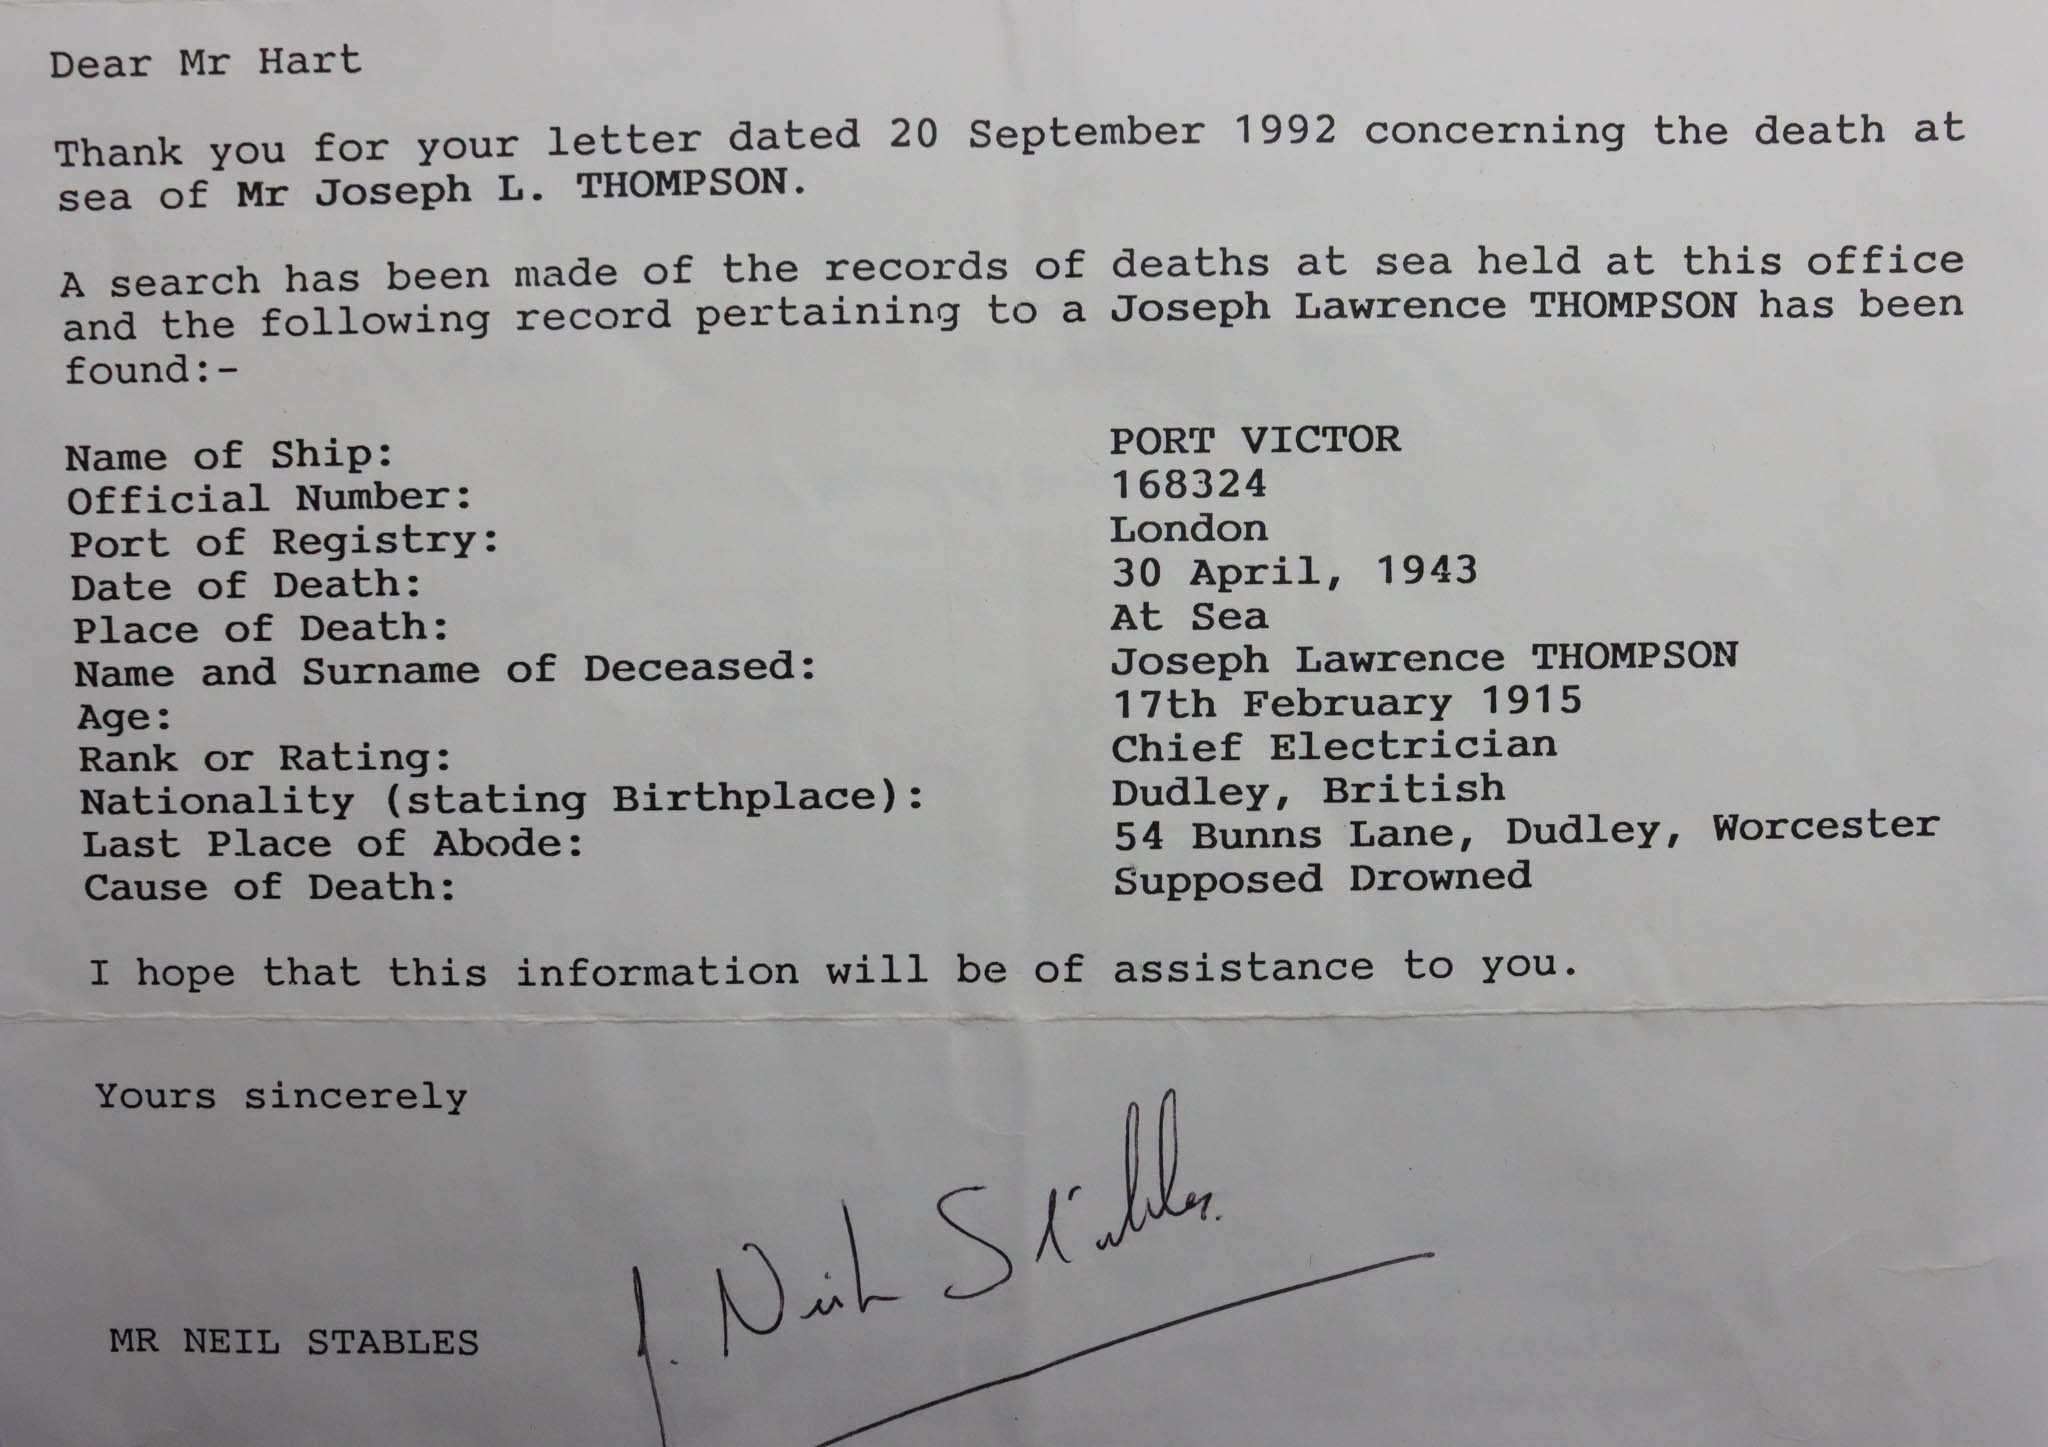 Dear Mr Hart
Thank you for your letter dated 20 September 1992 concerning the death at
sea of Mr Joseph L. THOMPSON.
A search has been made of the records of deaths at sea held at this office
and the following record pertaining to a Joseph Lawrence THOMPSON has been
found:-
Name of Ship: PORT VICTOR
Official Number: 168324
Port of Registry: London
Date of Death: 30 April, 1943
Place of Death: At Sea
Name and Surname of Deceased: Joseph Lawrence THOMPSON
Age: 17th February 1915
Rank or Rating: Chief Electrician
Nationality (stating Birthplace): Dudley, British
Last Place of Abode: 54 Bunns Lane, Dudley, Worcester
Cause of Death: Supposed Drowned
I hope that this information will be of assistance to you.
Yours sincerely
J. Neil Stables.
MR NEIL STABLES